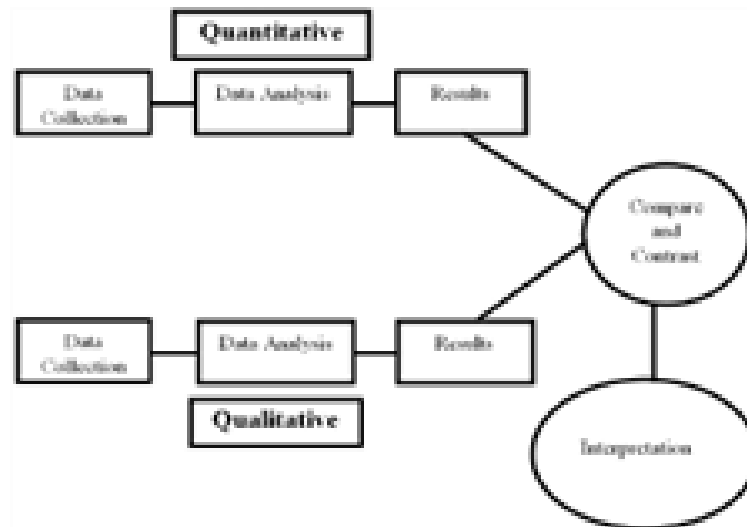 Quantitative
Data
Collection
Data Analysis
Results
Compare
and
Contrast
Data
Collection
Data Analysis
Results
Qualitative
Interpretation